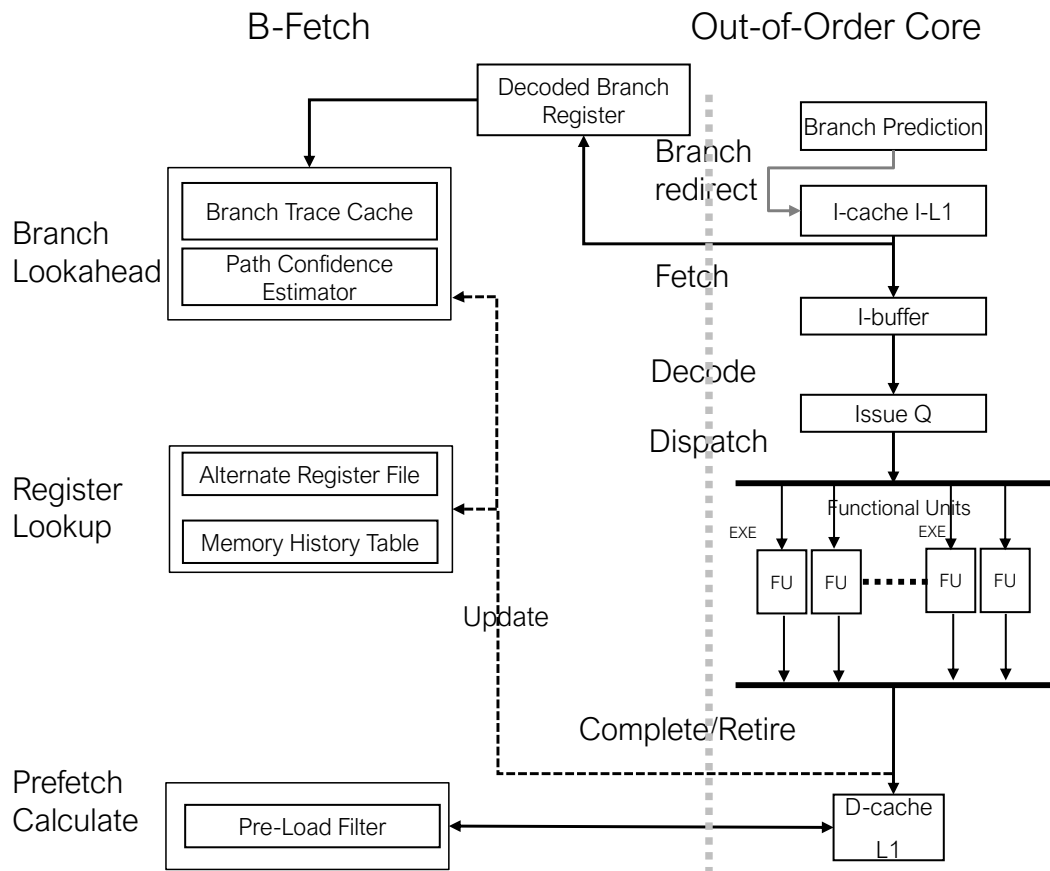 B-Fetch
Out-of-Order Core
Decoded Branch
Register
Branch Prediction
Branch
redirect
Branch Trace Cache
I-cache I-L1
Branch
Lookahead
Path Confidence
Estimator
Fetch
I-buffer
Decode
Issue Q
Dispatch
Alternate Register File
Register
Lookup
Memory History Table
Functional Units
EXE
EXE
FU
FU
FU
FU
Update
Complete/Retire
Prefetch
Calculate
Pre-Load Filter
D-cache
L1